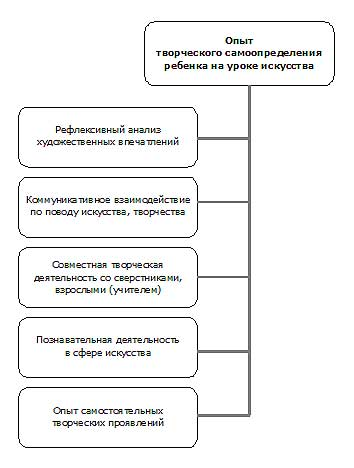 Опыт
творческого самоопределения
ребенка на уроке искусства
Рефлексивный анализ
художественных впечатлений
Коммуникативное взаимодействие
по поводу искусства, творчества
Совместная творческая
деятельность со сверстниками,
взрослыми (учителем)
Познавательная деятельность
в сфере искусства
Опыт самостоятельных
творческих проявлений